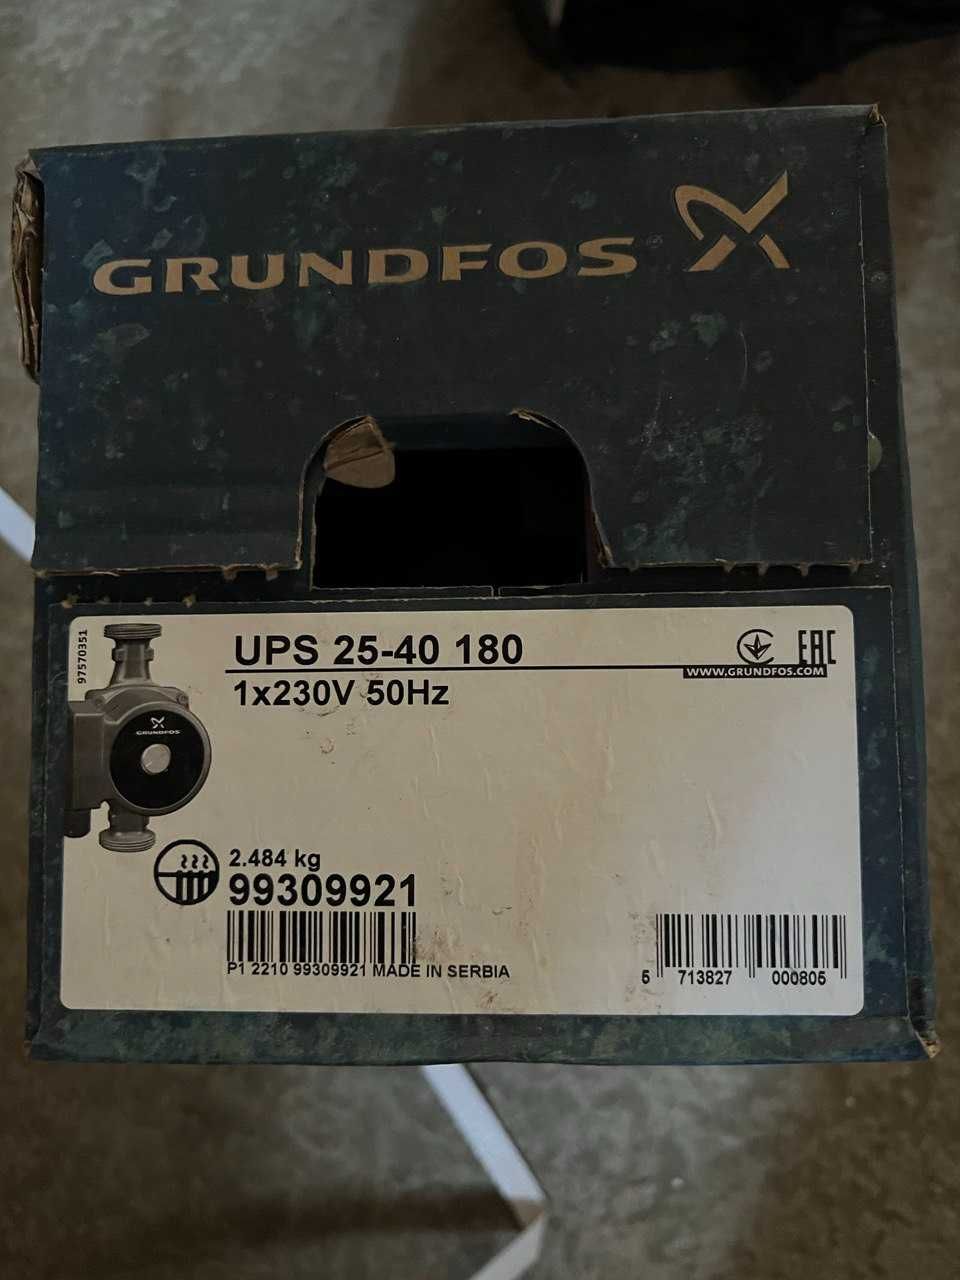 GRUNDFOS
97570351
GRUNDFOS
UPS 25-40 180
1x230V 50Hz
EAC
WWW.GRUNDFOS.COM
2.484 kg
99309921
P1 2210 99309921 MADE IN SERBIA
5 713827 000805